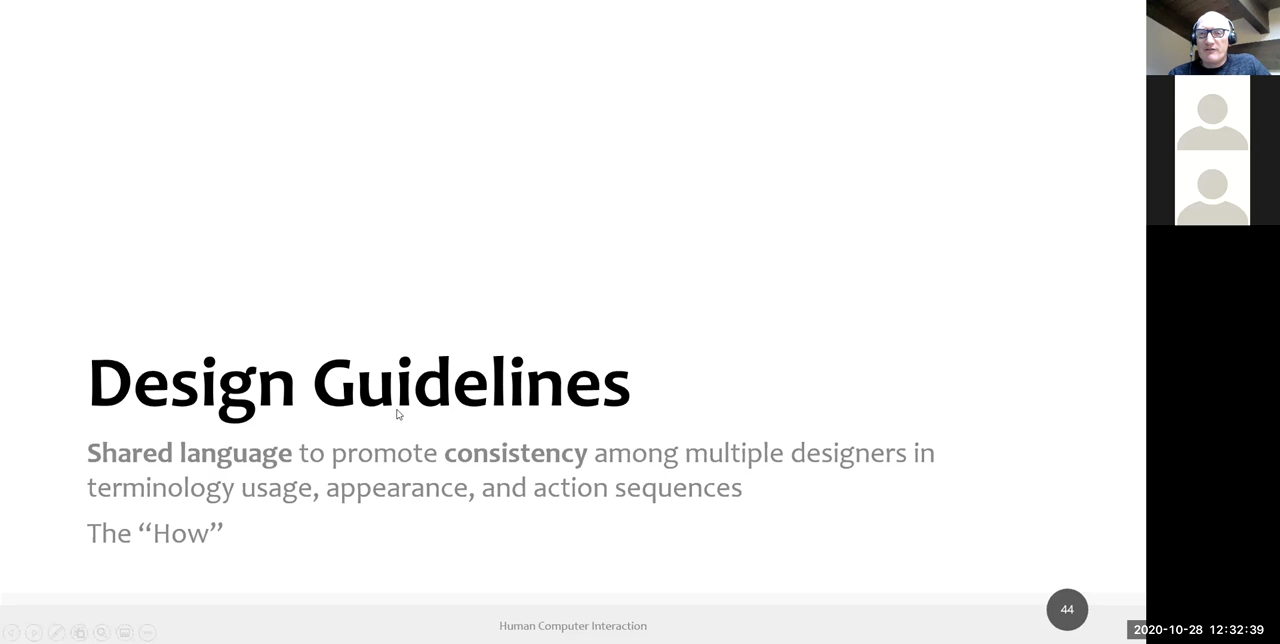 Design Guidelines
Shared language to promote consistency among multiple designers in
terminology usage, appearance, and action sequences
The “How”
Human Computer Interaction
44
2020-10-28 12:32:39